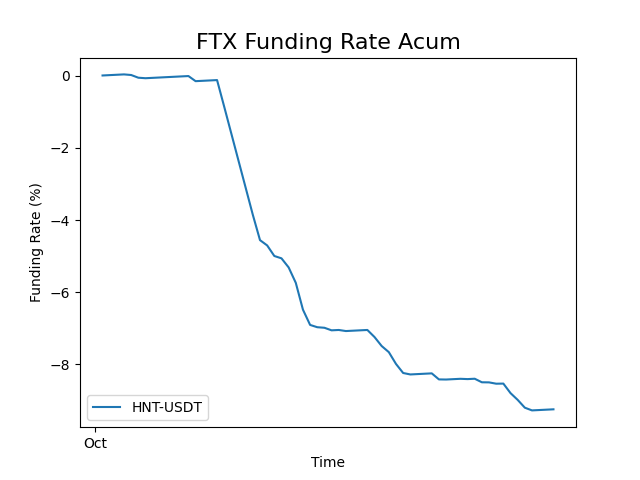 FTX Funding Rate Acum
Funding Rate (%)
0
−2
−4
−6
−8
HNT-USDT
Oct
Time